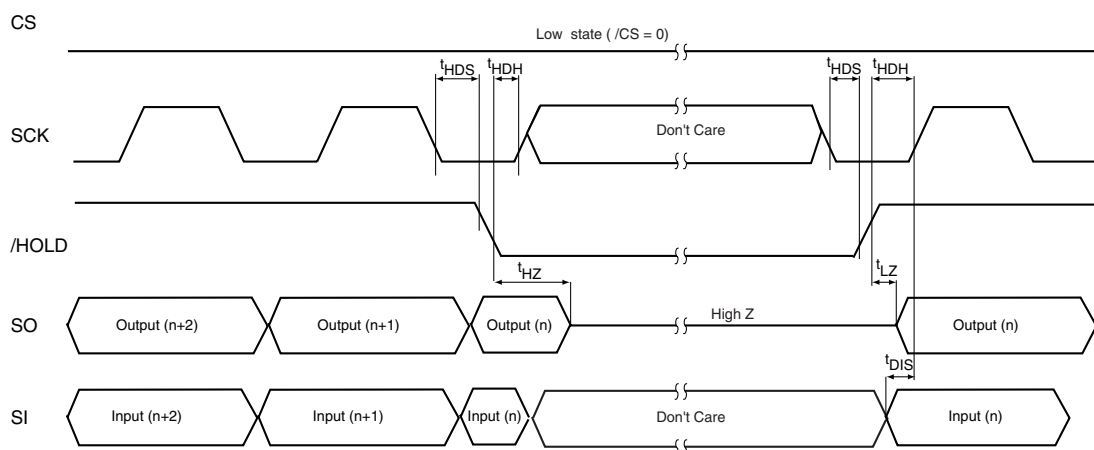 CS
Low state ( /CS = 0)
tHDS
tHDH
tHDS
tHDH
SCK
Don't Care
/HOLD
tHZ
tLZ
SO
Output (n+2)
Output (n+1)
Output (n)
High Z
Output (n)
tDIS
SI
Input (n+2)
Input (n+1)
Input (n)
Don't Care
Input (n)